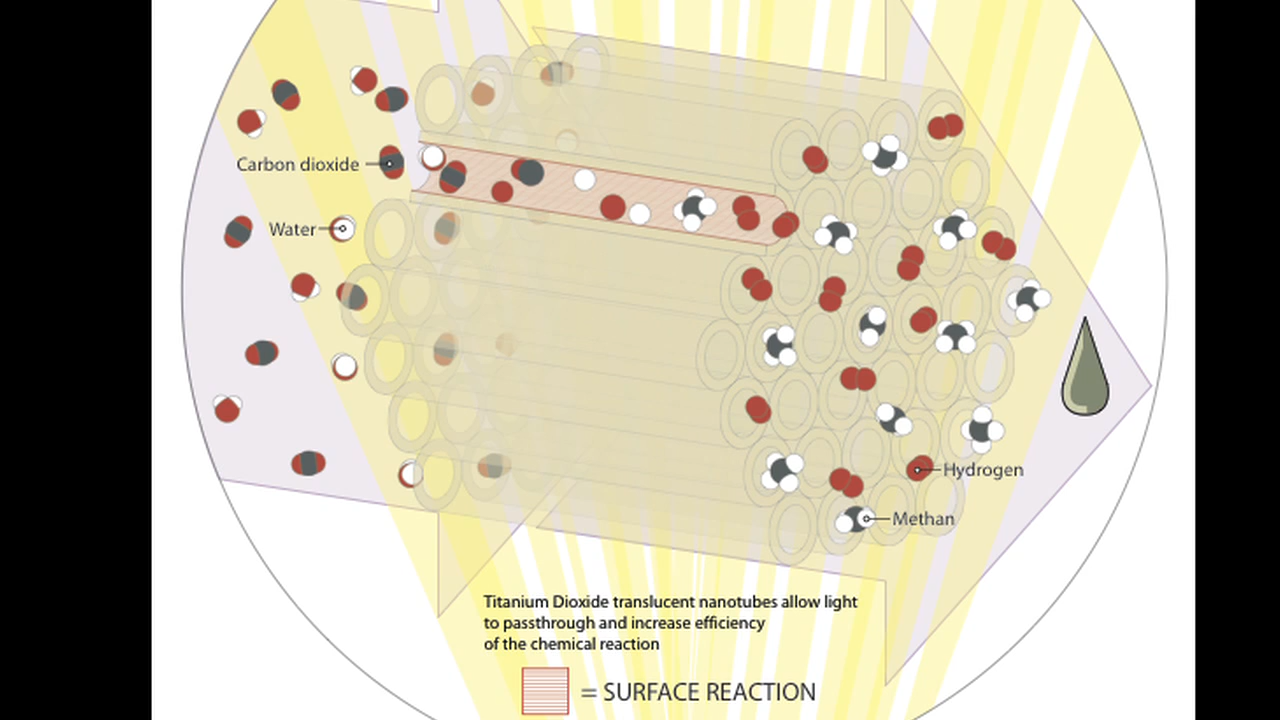 Carbon dioxide
Water
Hydrogen
Methan
Titanium Dioxide translucent nanotubes allow light
to passthrough and increase efficiency
of the chemical reaction
= SURFACE REACTION